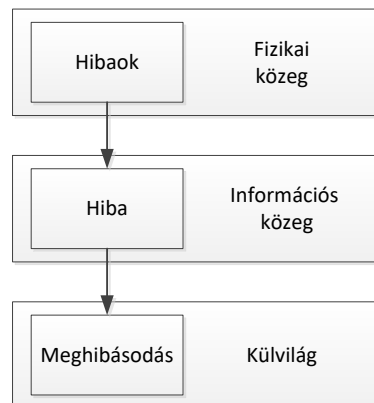 Hibaok
Fizikai
közeg
Hiba
Információs
közeg
Meghibásodás
Külvilág